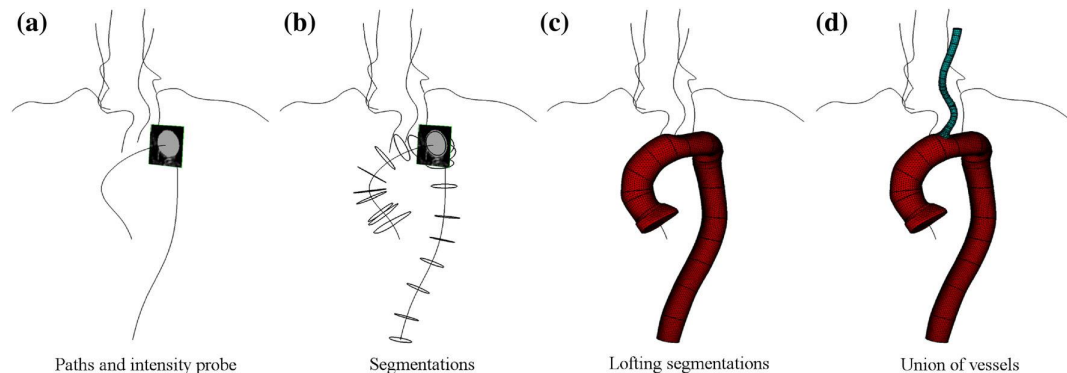 (a)
(b)
(c)
(d)
Paths and intensity probe
Segmentations
Lofting segmentations
Union of vessels